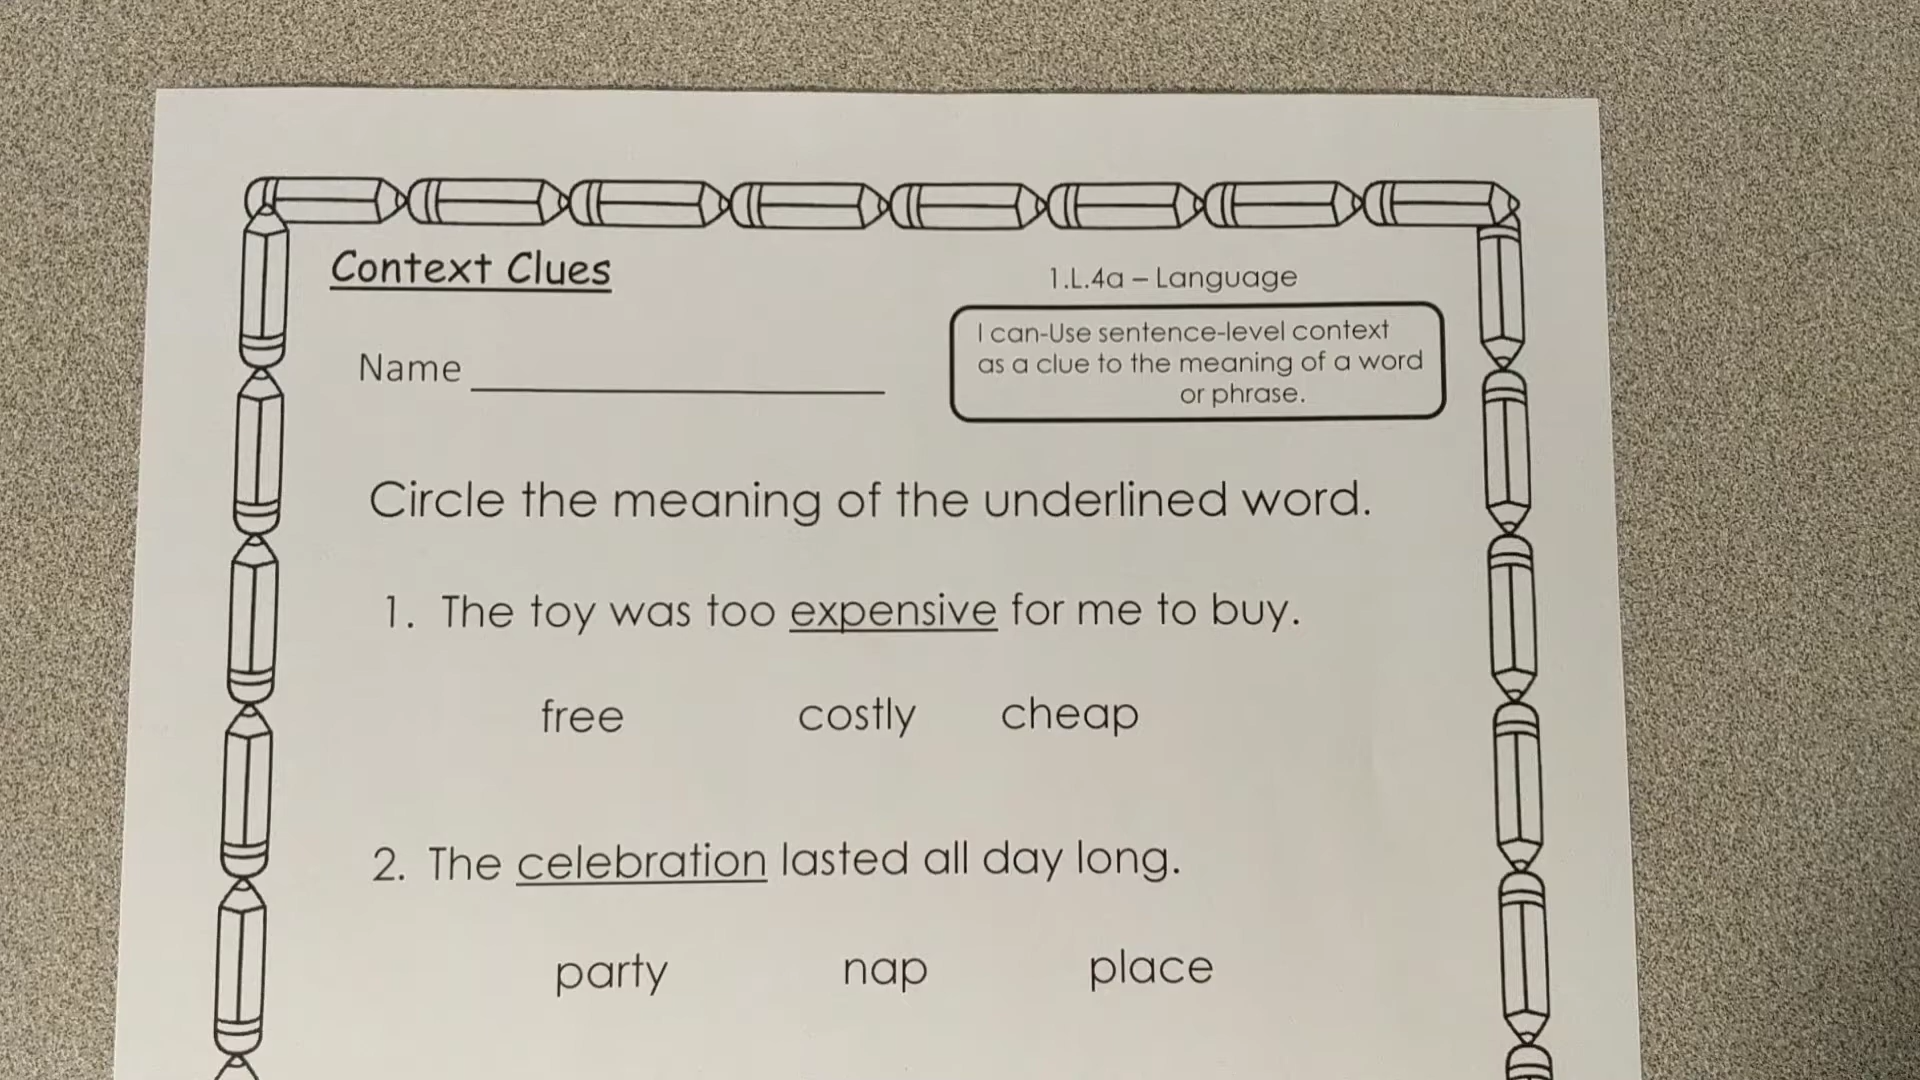 Context Clues
1.L.4a – Language
I can-Use sentence-level context
as a clue to the meaning of a word
or phrase.
Name
Circle the meaning of the underlined word.
1. The toy was too expensive for me to buy.
free costly cheap
2. The celebration lasted all day long.
party nap place